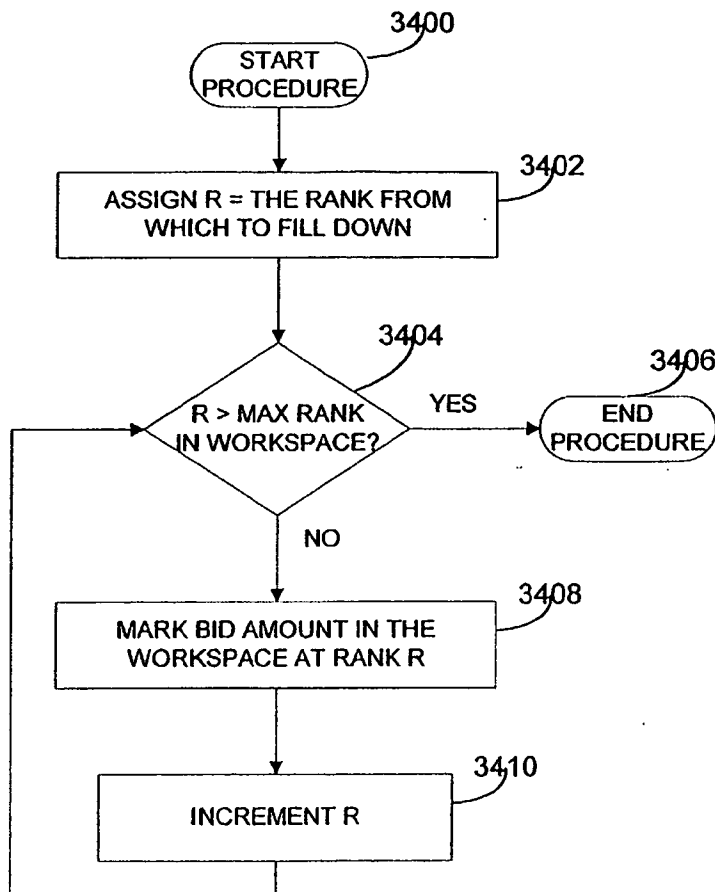 3400
START
PROCEDURE
3402
ASSIGN R = THE RANK FROM
WHICH TO FILL DOWN
3404
R > MAX RANK
IN WORKSPACE?
YES
3406
END
PROCEDURE
NO
3408
MARK BID AMOUNT IN THE
WORKSPACE AT RANK R
3410
INCREMENT R